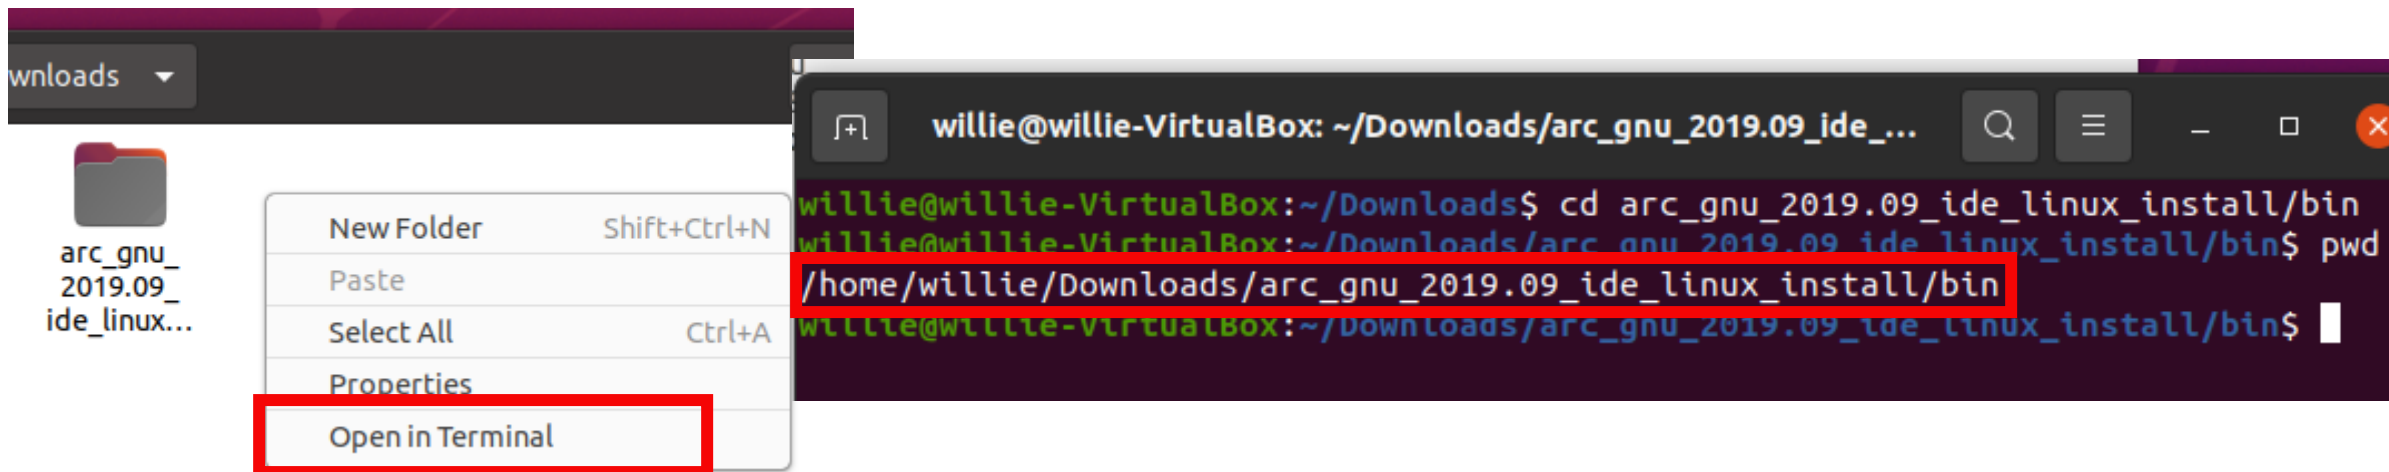 wnloads
arc_gnu_
2019.09_
ide_linux...
New Folder Shift+Ctrl+N
Paste
Select All Ctrl+A
Properties
Open in Terminal
willie@willie-VirtualBox: ~/Downloads/arc_gnu_2019.09_ide_...
willie@willie-VirtualBox:~/Downloads$ cd arc_gnu_2019.09_ide_linux_install/bin
willie@willie-VirtualBox:~/Downloads/arc_gnu_2019.09_ide_linux_install/bin$ pwd
/home/willie/Downloads/arc_gnu_2019.09_ide_linux_install/bin
willie@willie-VirtualBox:~/Downloads/arc_gnu_2019.09_ide_linux_install/bin$